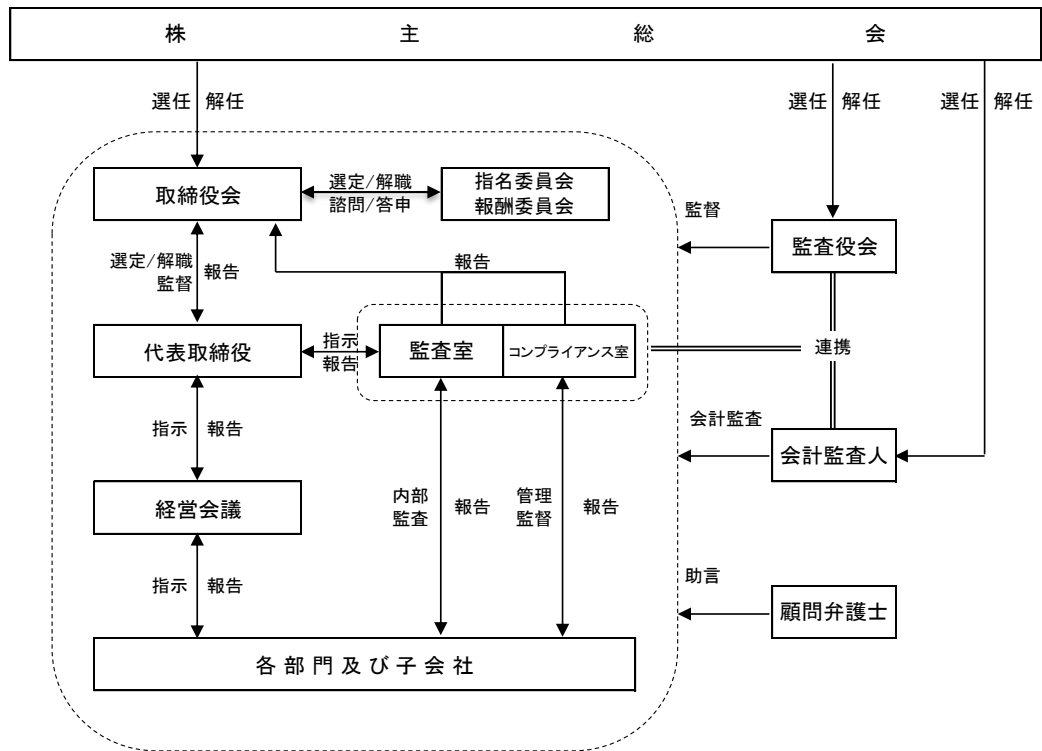 株主総会
選任 解任
選任 解任
選任 解任
取締役会
選定/解職
諮問/答申
指名委員会
報酬委員会
監督
監査役会
選定/解職
監督
報告
報告
代表取締役
指示
報告
監査室
コンプライアンス室
連携
指示 報告
会計監査
会計監査人
経営会議
内部
監査
報告
管理
監督
報告
指示 報告
助言
顧問弁護士
各部門及び子会社